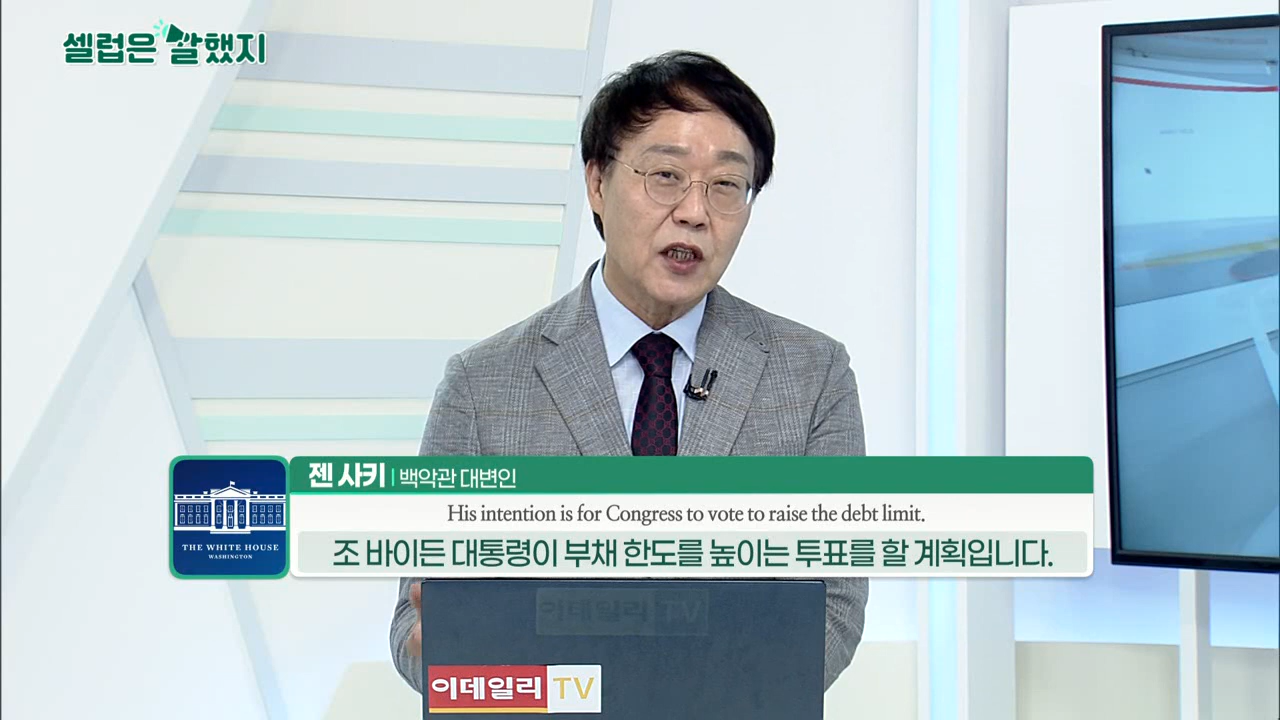 셀럽은 말했지
젠 사키 | 백악관 대변인
His intention is for Congress to vote to raise the debt limit.
조 바이든 대통령이 부채 한도를 높이는 투표를 할 계획입니다.
THE WHITE HOUSE
WASHINGTON
이데일리 TV
이데일리 TV